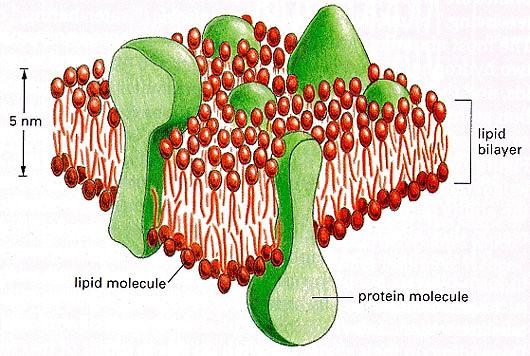 5 nm
lipid
bilayer
lipid molecule
protein molecule